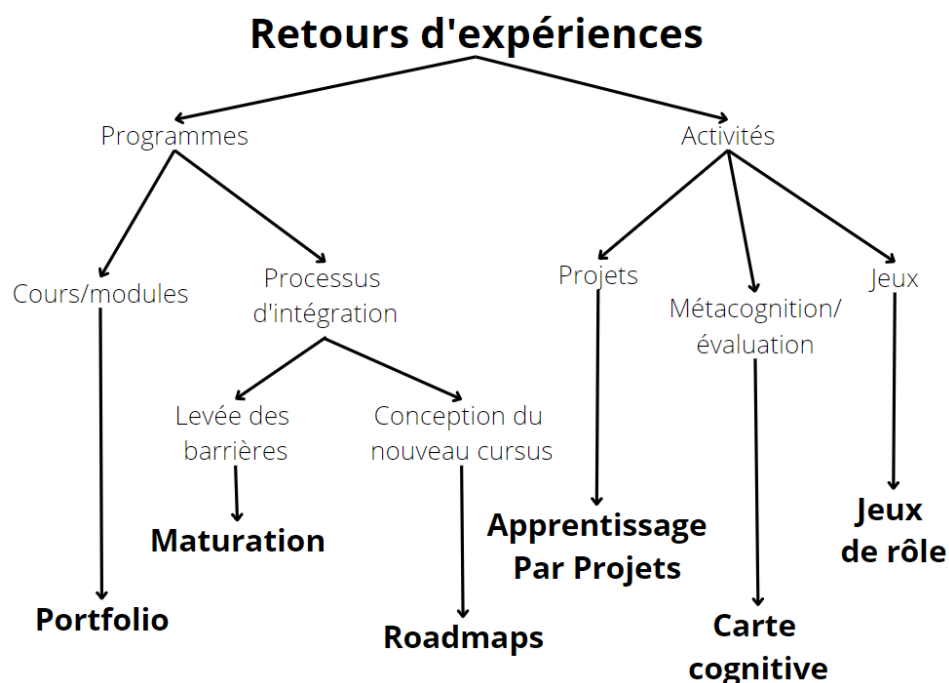 Retours d'expériences
Programmes
Activités
Cours/modules
Processus
d'intégration
Projets
Métacognition/
évaluation
Jeux
Levée des
barrières
Conception du
nouveau cursus
Maturation
Portfolio
Roadmaps
Apprentissage
Par Projets
Carte
cognitive
Jeux
de rôle